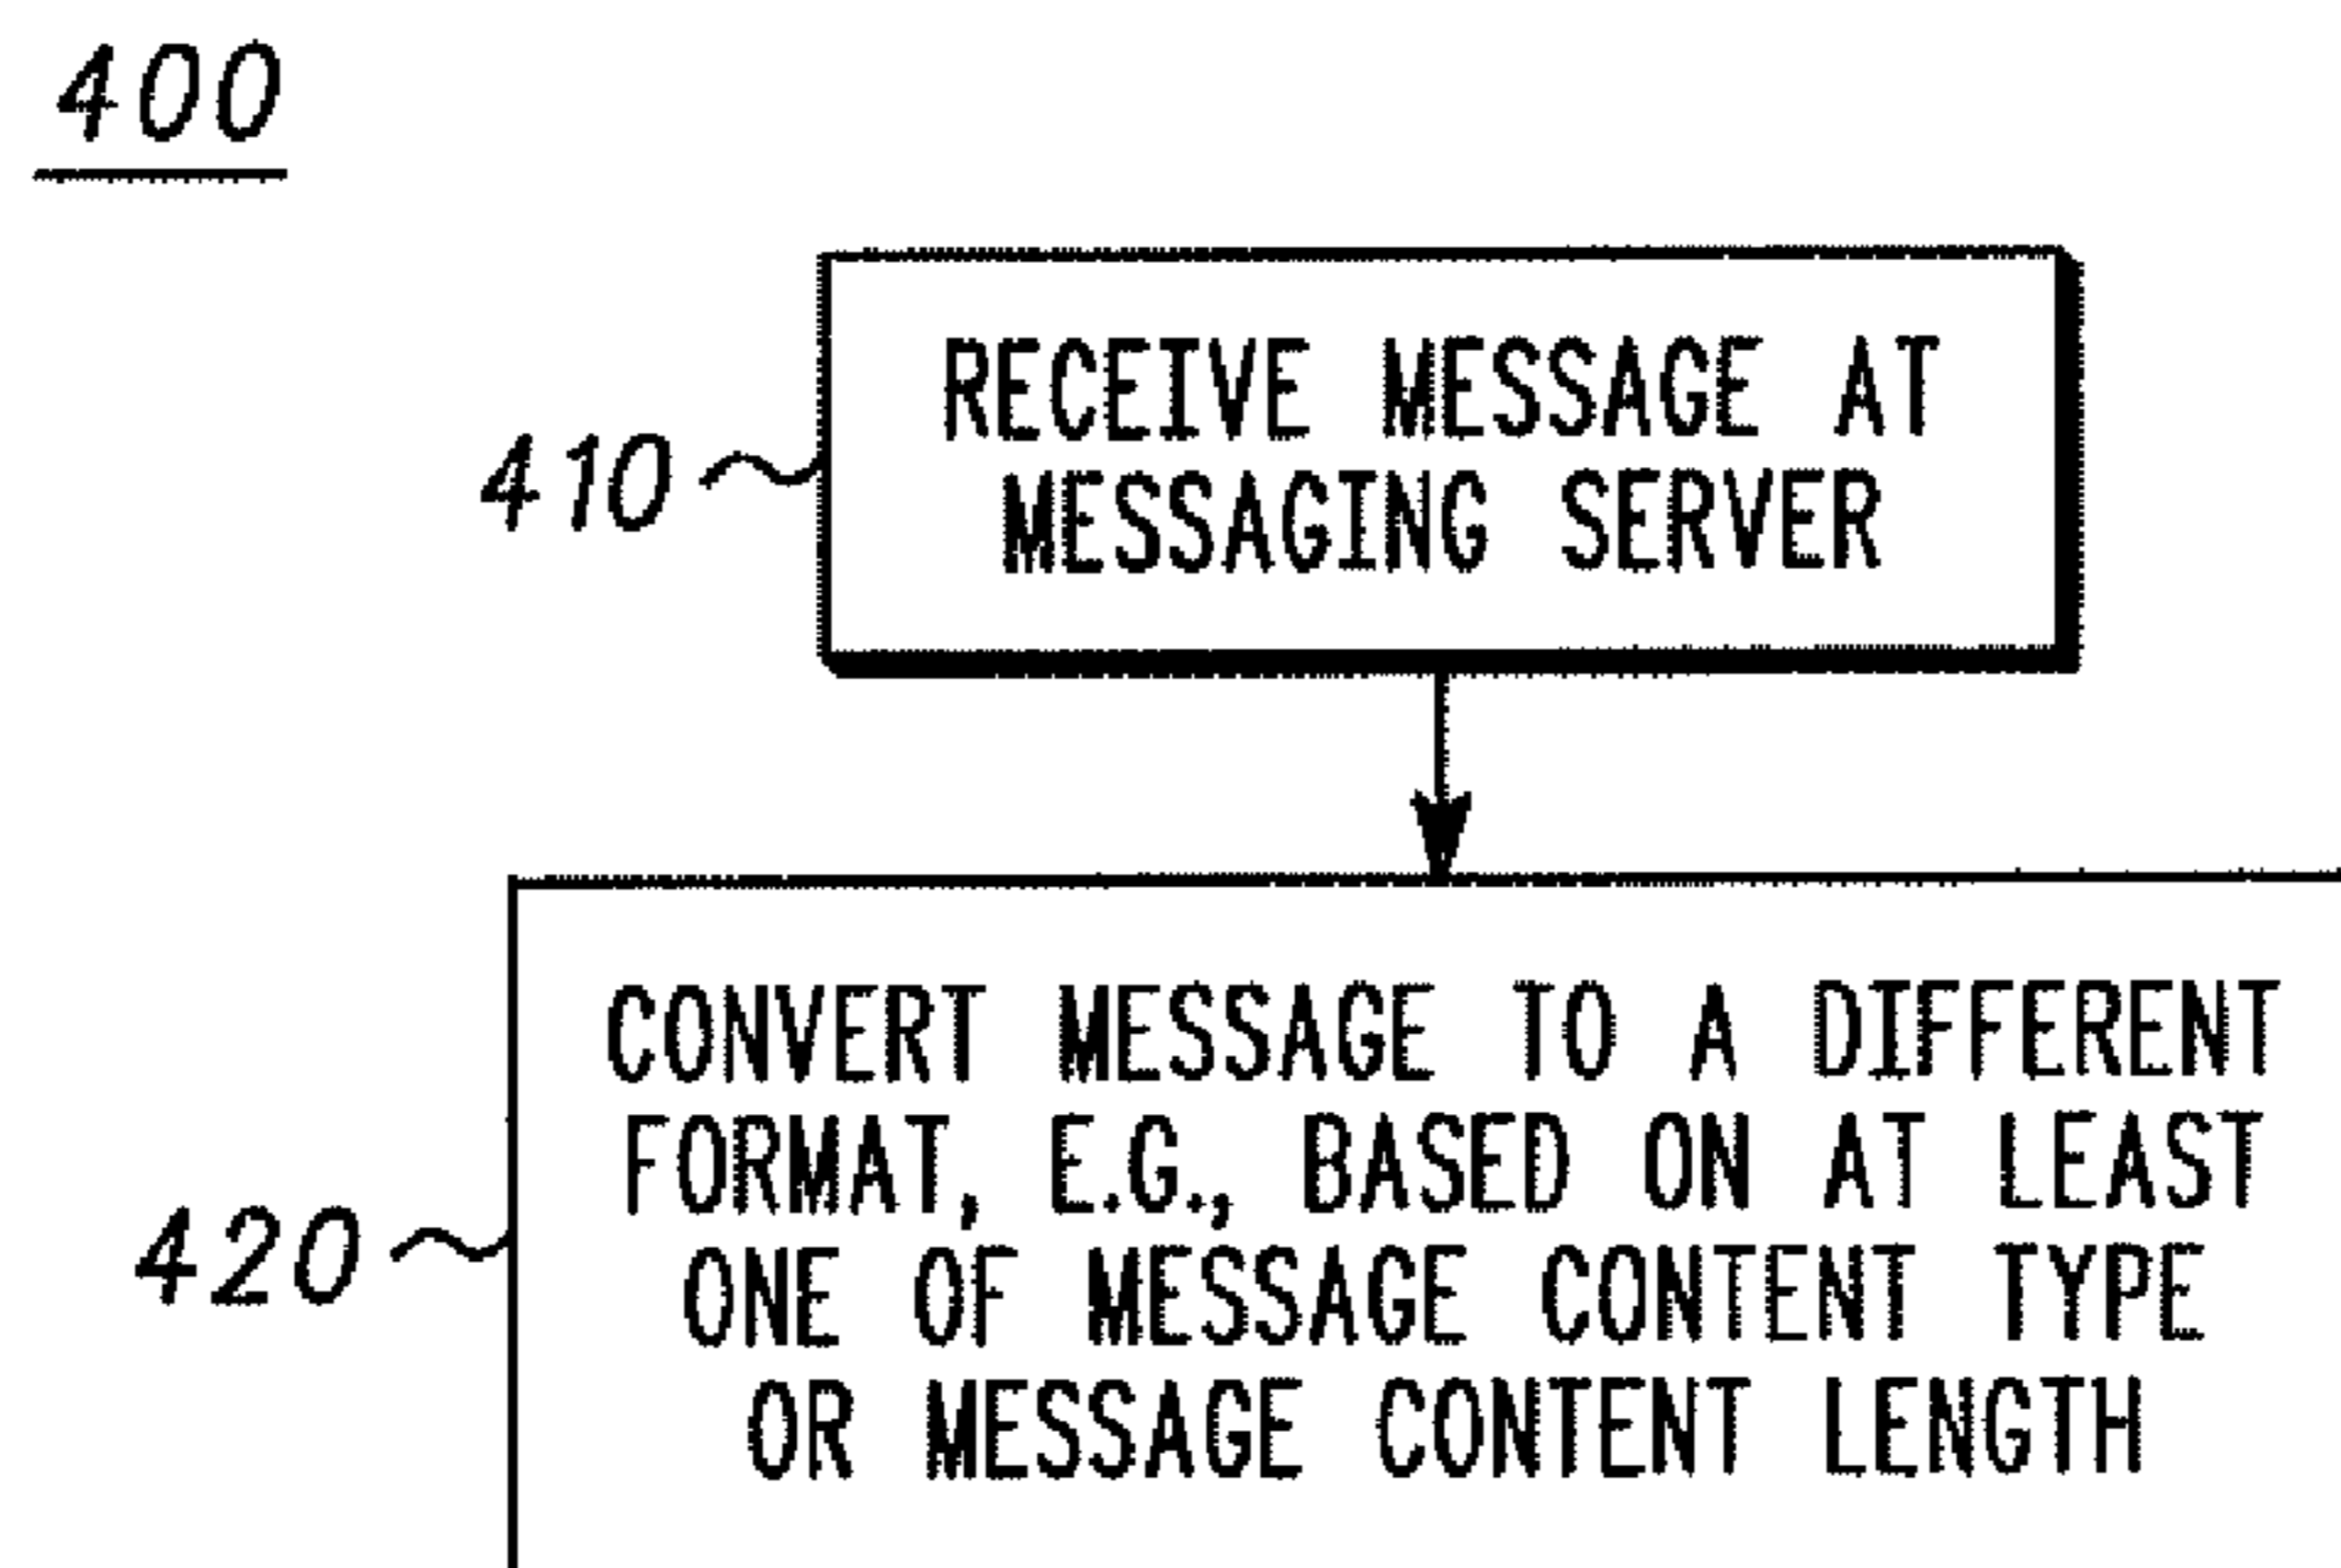 400
410
RECEIVE MESSAGE AT
MESSAGING SERVER
CONVERT MESSAGE TO A DIFFERENT
FORMAT, E.G., BASED ON AT LEAST
420
ONE OF MESSAGE CONTENT TYPE
OR MESSAGE CONTENT LENGTH